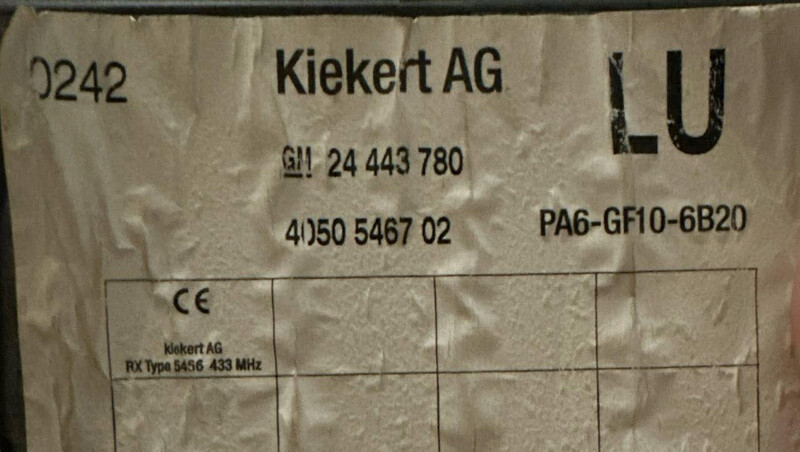 0242
Kiekert AG
LU
GM 24 443 780
4050 5467 02
PA6-GF10-6B20
CE
kiekert AG
RX Type 5456 433 MHz